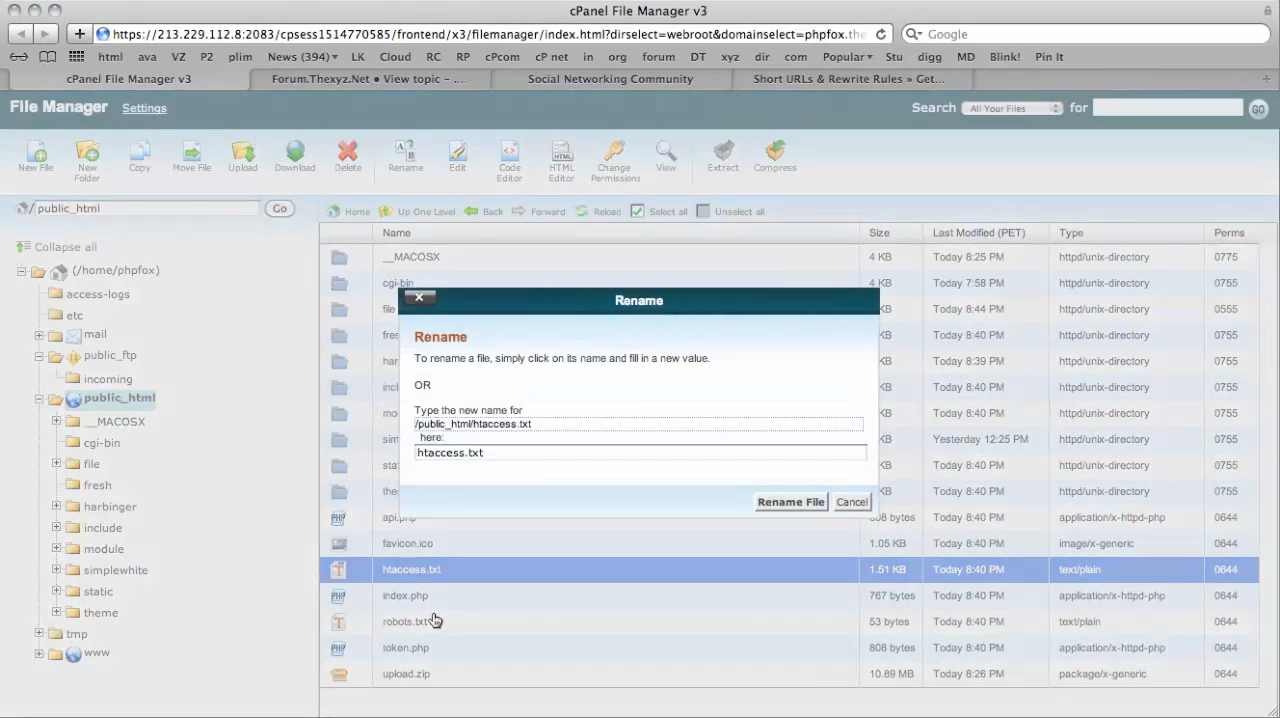 cPanel File Manager v3
https://213.229.112.8:2083/cpsess1514770585/frontend/x3/filemanager/index.html?dirselect=webroot&domainselect=phpfox.the
Google
html ava VZ P2 plim News (394) LK Cloud RC RP cPcom cP net in org forum DT xyz dir com Popular Stu digg MD Blink! Pin It
cPanel File Manager v3
Forum.Thexyz.Net • View topic – ...
Social Networking Community
Short URLs & Rewrite Rules » Get...
File Manager Settings
Search All Your Files for GO
New File
New Folder
Copy
Move File
Upload
Download
Delete
Rename
Edit
Code Editor
HTML Editor
Change Permissions
View
Extract
Compress
/ public_html Go
Home Up One Level Back Forward Reload Select all Unselect all
Collapse all
(/home/phpfox)
access-logs
etc
mail
public_ftp
incoming
public_html
__MACOSX
cgi-bin
file
fresh
harbinger
include
module
simplewhite
static
theme
tmp
www
Name Size Last Modified (PET) Type Perms
__MACOSX 4 KB Today 8:25 PM httpd/unix-directory 0775
cgi-bin KB Today 7:58 PM httpd/unix-directory 0755
file KB Today 8:44 PM httpd/unix-directory 0555
fres KB Today 8:40 PM httpd/unix-directory 0755
har KB Today 8:39 PM httpd/unix-directory 0755
incl KB Today 8:40 PM httpd/unix-directory 0755
mo KB Today 8:40 PM httpd/unix-directory 0755
sim KB Yesterday 12:25 PM httpd/unix-directory 0755
sta KB Today 8:40 PM httpd/unix-directory 0755
the KB Today 8:40 PM httpd/unix-directory 0755
api.php 808 bytes Today 8:40 PM application/x-httpd-php 0644
favicon.ico 1.05 KB Today 8:40 PM image/x-generic 0644
htaccess.txt 1.51 KB Today 8:40 PM text/plain 0644
index.php 767 bytes Today 8:40 PM application/x-httpd-php 0644
robots.txt 53 bytes Today 8:40 PM text/plain 0644
token.php 808 bytes Today 8:40 PM application/x-httpd-php 0644
upload.zip 10.89 MB Today 8:26 PM package/x-generic 0644
Rename
Rename
To rename a file, simply click on its name and fill in a new value.
OR
Type the new name for
/public_html/htaccess.txt
here:
htaccess.txt
Rename File Cancel